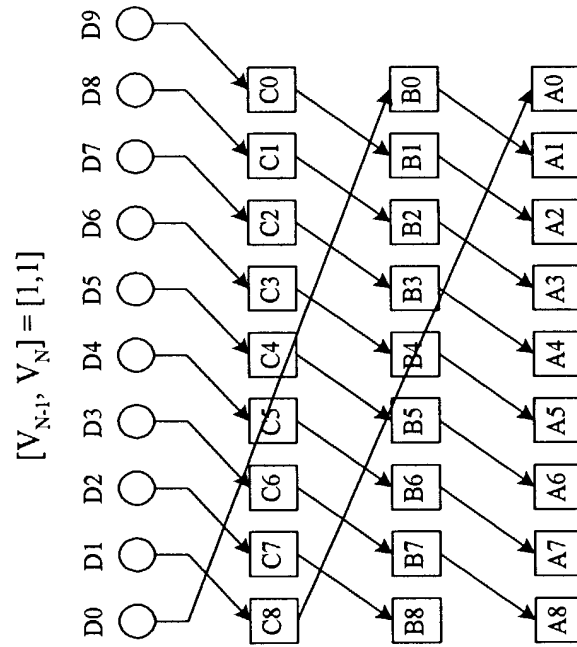 [V_{N-1}, V_N] = [1,1]
D0 D1 D2 D3 D4 D5 D6 D7 D8 D9
C8 C7 C6 C5 C4 C3 C2 C1 C0
B8 B7 B6 B5 B4 B3 B2 B1 B0
A8 A7 A6 A5 A4 A3 A2 A1 A0